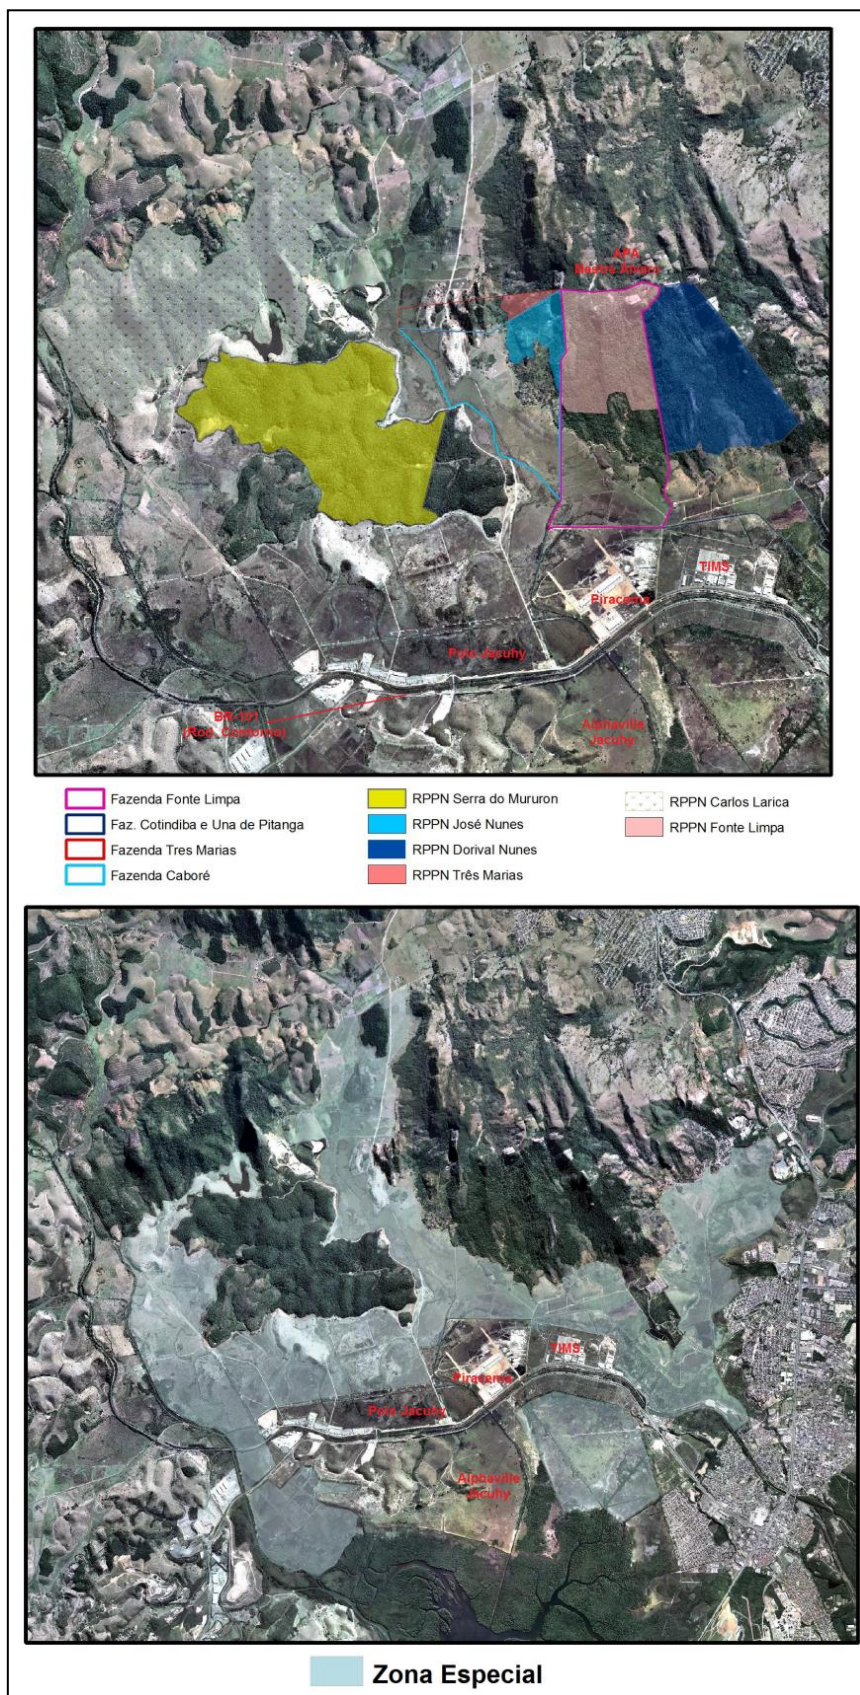 APA
Mestre Álvaro
TIMS
Piracema
Polo Jacuhy
BR-101
(Rod. Contorno)
Alphaville
Jacuhy
Fazenda Fonte Limpa
Faz. Cotindiba e Una de Pitanga
Fazenda Tres Marias
Fazenda Caboré
RPPN Serra do Mururon
RPPN José Nunes
RPPN Dorival Nunes
RPPN Três Marias
RPPN Carlos Larica
RPPN Fonte Limpa
TIMS
Piracema
Polo Jacuhy
Alphaville
Jacuhy
Zona Especial